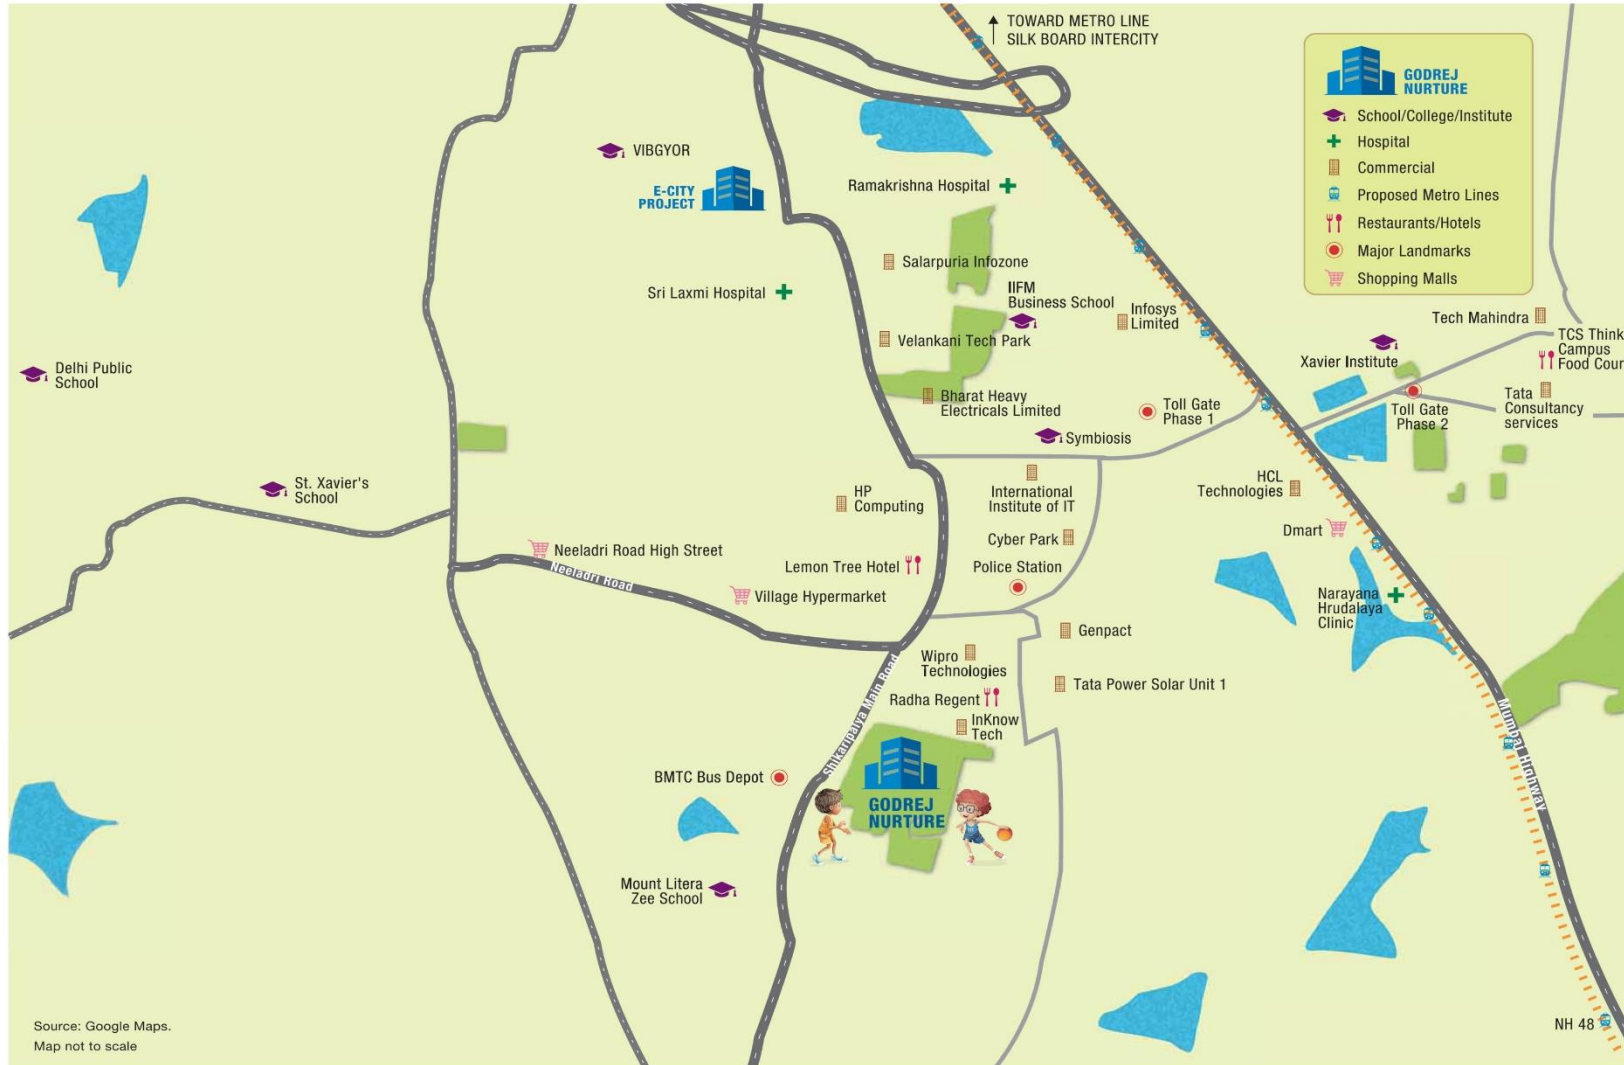 TOWARD METRO LINE
SILK BOARD INTERCITY
GODREJ
NURTURE
School/College/Institute
Hospital
Commercial
Proposed Metro Lines
Restaurants/Hotels
Major Landmarks
Shopping Malls
VIBGYOR
E-CITY
PROJECT
Ramakrishna Hospital
Salarpuria Infozone
Sri Laxmi Hospital
IIFM
Business School
Infosys
Limited
Velankani Tech Park
Tech Mahindra
TCS Think
Campus
Food Cour
Xavier Institute
Delhi Public
School
Bharat Heavy
Electricals Limited
Toll Gate
Phase 1
Toll Gate
Phase 2
Tata
Consultancy
services
Symbiosis
St. Xavier's
School
HP
Computing
International
Institute of IT
HCL
Technologies
Dmart
Cyber Park
Neeladri Road High Street
Neeladri Road
Lemon Tree Hotel
Police Station
Village Hypermarket
Narayana
Hrudalaya
Clinic
Genpact
Wipro
Technologies
Tata Power Solar Unit 1
Radha Regent
InKnow
Tech
Shikaripalya Main Road
Mumbai Highway
BMTC Bus Depot
GODREJ
NURTURE
Mount Litera
Zee School
NH 48
Source: Google Maps.
Map not to scale